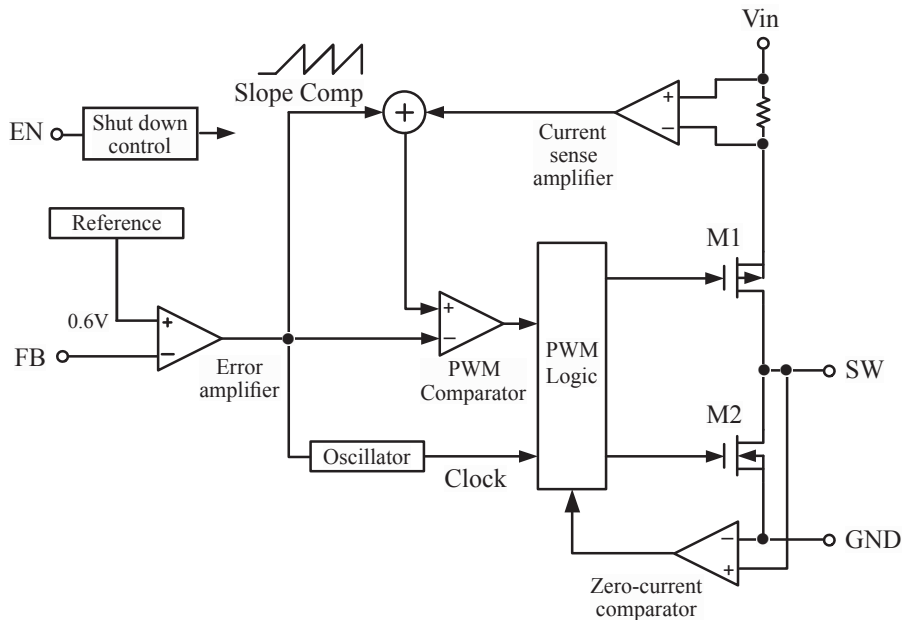 Vin
Slope Comp
+
+
−
EN
Shut down
control
Current
sense
amplifier
Reference
M1
0.6V
+
−
+
−
FB
Error
amplifier
PWM
Comparator
PWM
Logic
SW
M2
Oscillator
Clock
−
+
GND
Zero-current
comparator